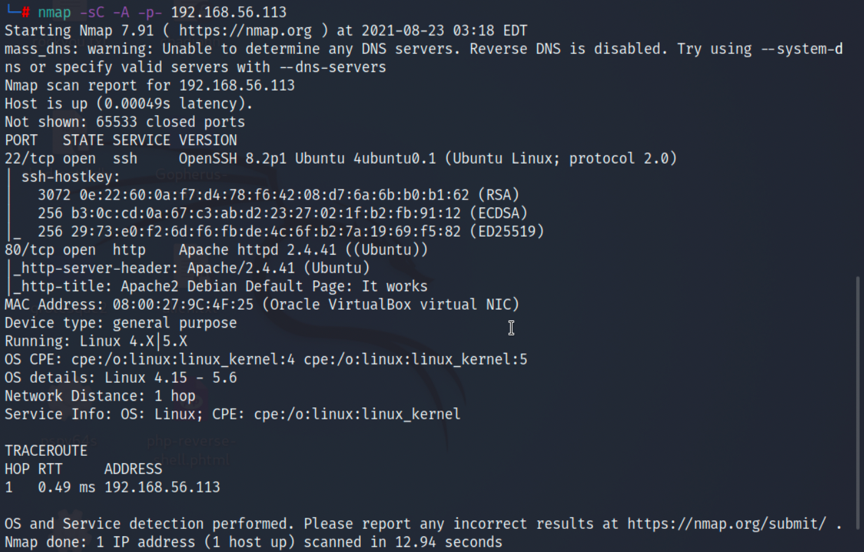 └─# nmap -sC -A -p- 192.168.56.113
Starting Nmap 7.91 ( https://nmap.org ) at 2021-08-23 03:18 EDT
mass_dns: warning: Unable to determine any DNS servers. Reverse DNS is disabled. Try using --system-d
ns or specify valid servers with --dns-servers
Nmap scan report for 192.168.56.113
Host is up (0.00049s latency).
Not shown: 65533 closed ports
PORT   STATE SERVICE VERSION
22/tcp open  ssh     OpenSSH 8.2p1 Ubuntu 4ubuntu0.1 (Ubuntu Linux; protocol 2.0)
| ssh-hostkey:
|   3072 0e:22:60:0a:f7:d4:78:f6:42:08:d7:6a:6b:b0:b1:62 (RSA)
|   256 b3:0c:cd:0a:67:c3:ab:d2:23:27:02:1f:b2:fb:91:12 (ECDSA)
|_  256 29:73:e0:f2:6d:f6:fb:de:4c:6f:b2:7a:19:69:f5:82 (ED25519)
80/tcp open  http    Apache httpd 2.4.41 ((Ubuntu))
|_http-server-header: Apache/2.4.41 (Ubuntu)
|_http-title: Apache2 Debian Default Page: It works
MAC Address: 08:00:27:9C:4F:25 (Oracle VirtualBox virtual NIC)
Device type: general purpose
Running: Linux 4.X|5.X
OS CPE: cpe:/o:linux:linux_kernel:4 cpe:/o:linux:linux_kernel:5
OS details: Linux 4.15 - 5.6
Network Distance: 1 hop
Service Info: OS: Linux; CPE: cpe:/o:linux:linux_kernel
TRACEROUTE
HOP RTT     ADDRESS
1   0.49 ms 192.168.56.113
OS and Service detection performed. Please report any incorrect results at https://nmap.org/submit/ .
Nmap done: 1 IP address (1 host up) scanned in 12.94 seconds